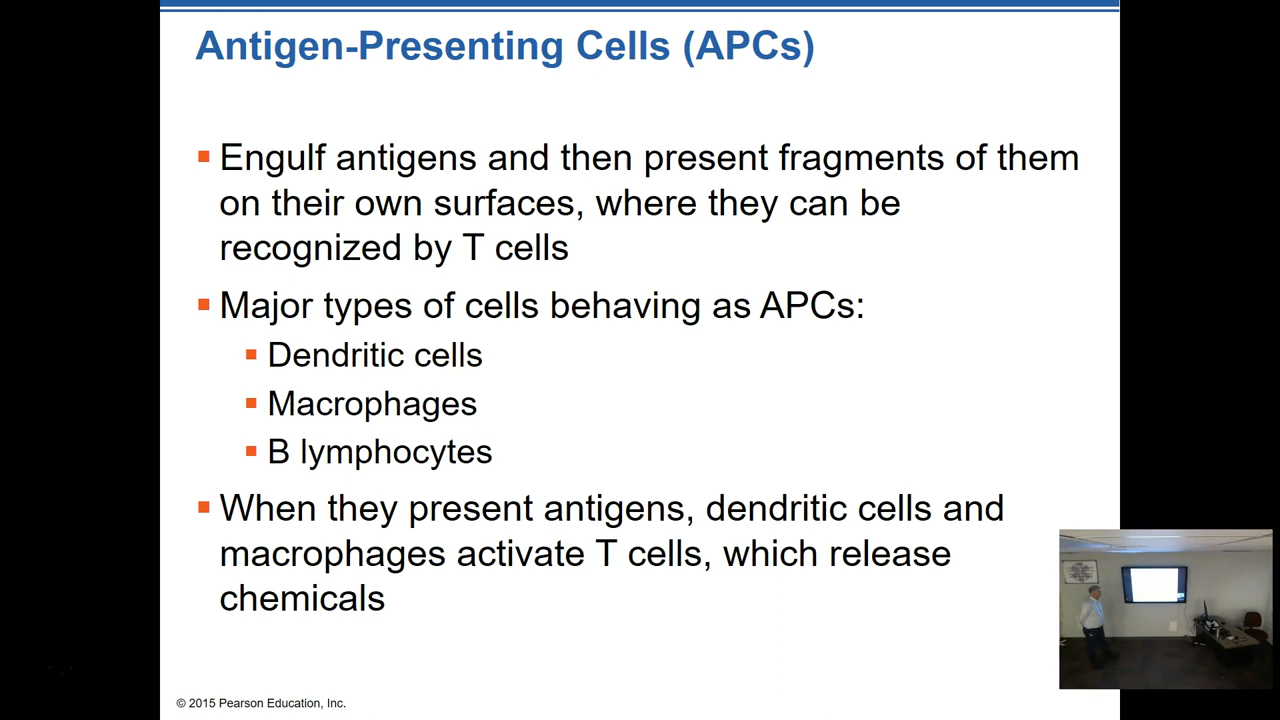 Antigen-Presenting Cells (APCs)
Engulf antigens and then present fragments of them
on their own surfaces, where they can be
recognized by T cells
Major types of cells behaving as APCs:
Dendritic cells
Macrophages
B lymphocytes
When they present antigens, dendritic cells and
macrophages activate T cells, which release
chemicals
© 2015 Pearson Education, Inc.